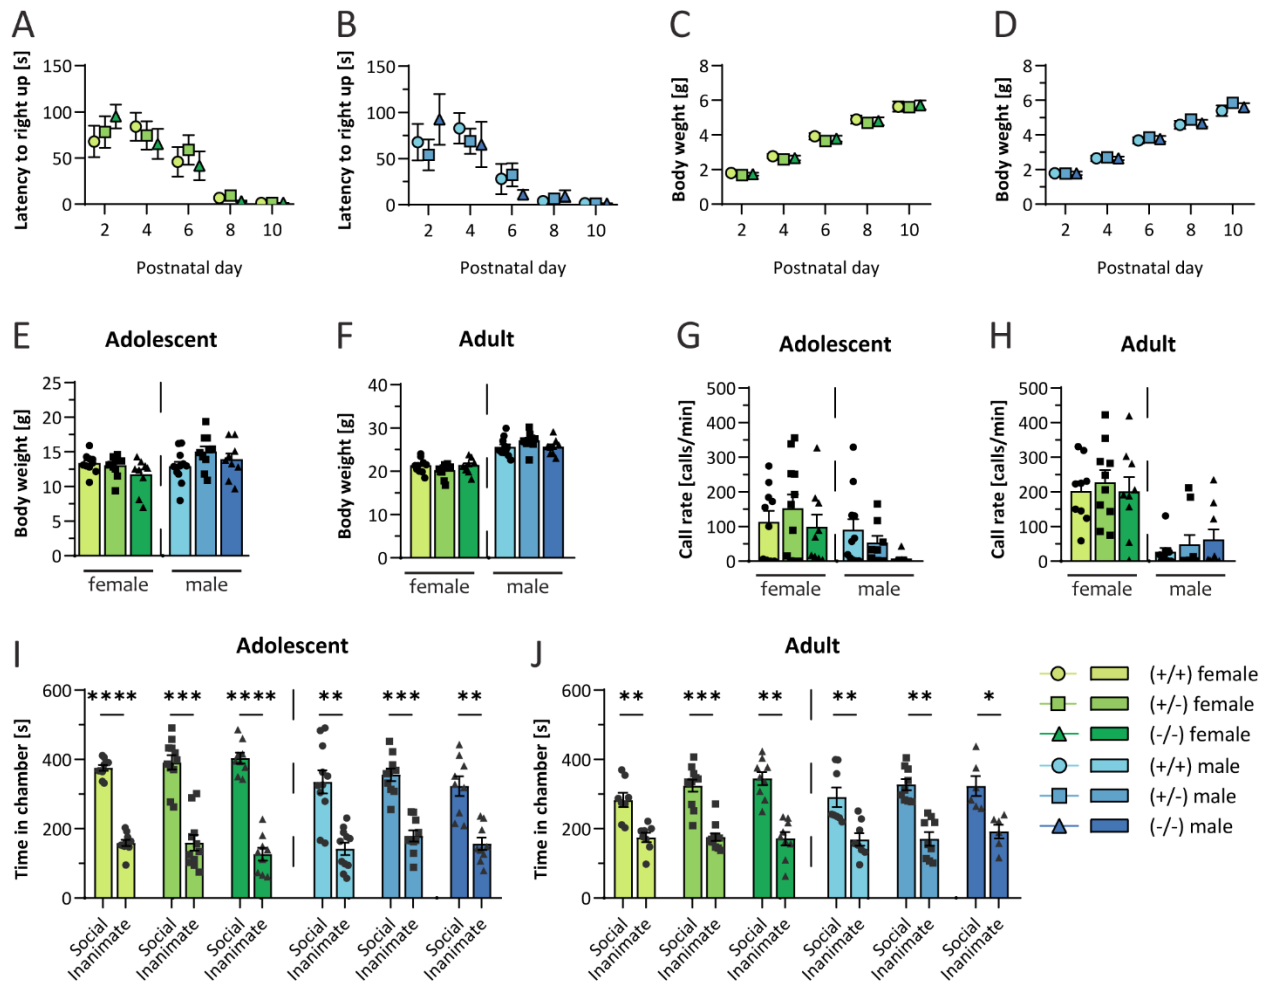 A
B
C
D
Latency to right up [s]
150
100
50
0
2 4 6 8 10
Postnatal day
Latency to right up [s]
150
100
50
0
2 4 6 8 10
Postnatal day
Body weght [g]
8
6
4
2
0
2 4 6 8 10
Postnatal day
Body weght [g]
8
6
4
2
0
2 4 6 8 10
Postnatal day
E
Adolescent
Body weight [g]
25
20
15
10
5
0
female male
F
Adult
Body weight [g]
40
30
20
10
0
female male
G
Adolescent
Call rate [calls/min]
500
400
300
200
100
0
female male
H
Adult
Call rate [calls/min]
500
400
300
200
100
0
female male
I
Adolescent
Time in chamber [s]
600
400
200
0
**** *** **** ** *** **
Social Inanimate Social Inanimate Social Inanimate Social Inanimate Social Inanimate Social Inanimate
J
Adult
Time in chamber [s]
600
400
200
0
** *** ** ** ** *
Social Inanimate Social Inanimate Social Inanimate Social Inanimate Social Inanimate Social Inanimate
(+/+) female
(+/-) female
(-/-) female
(+/+) male
(+/-) male
(-/-) male